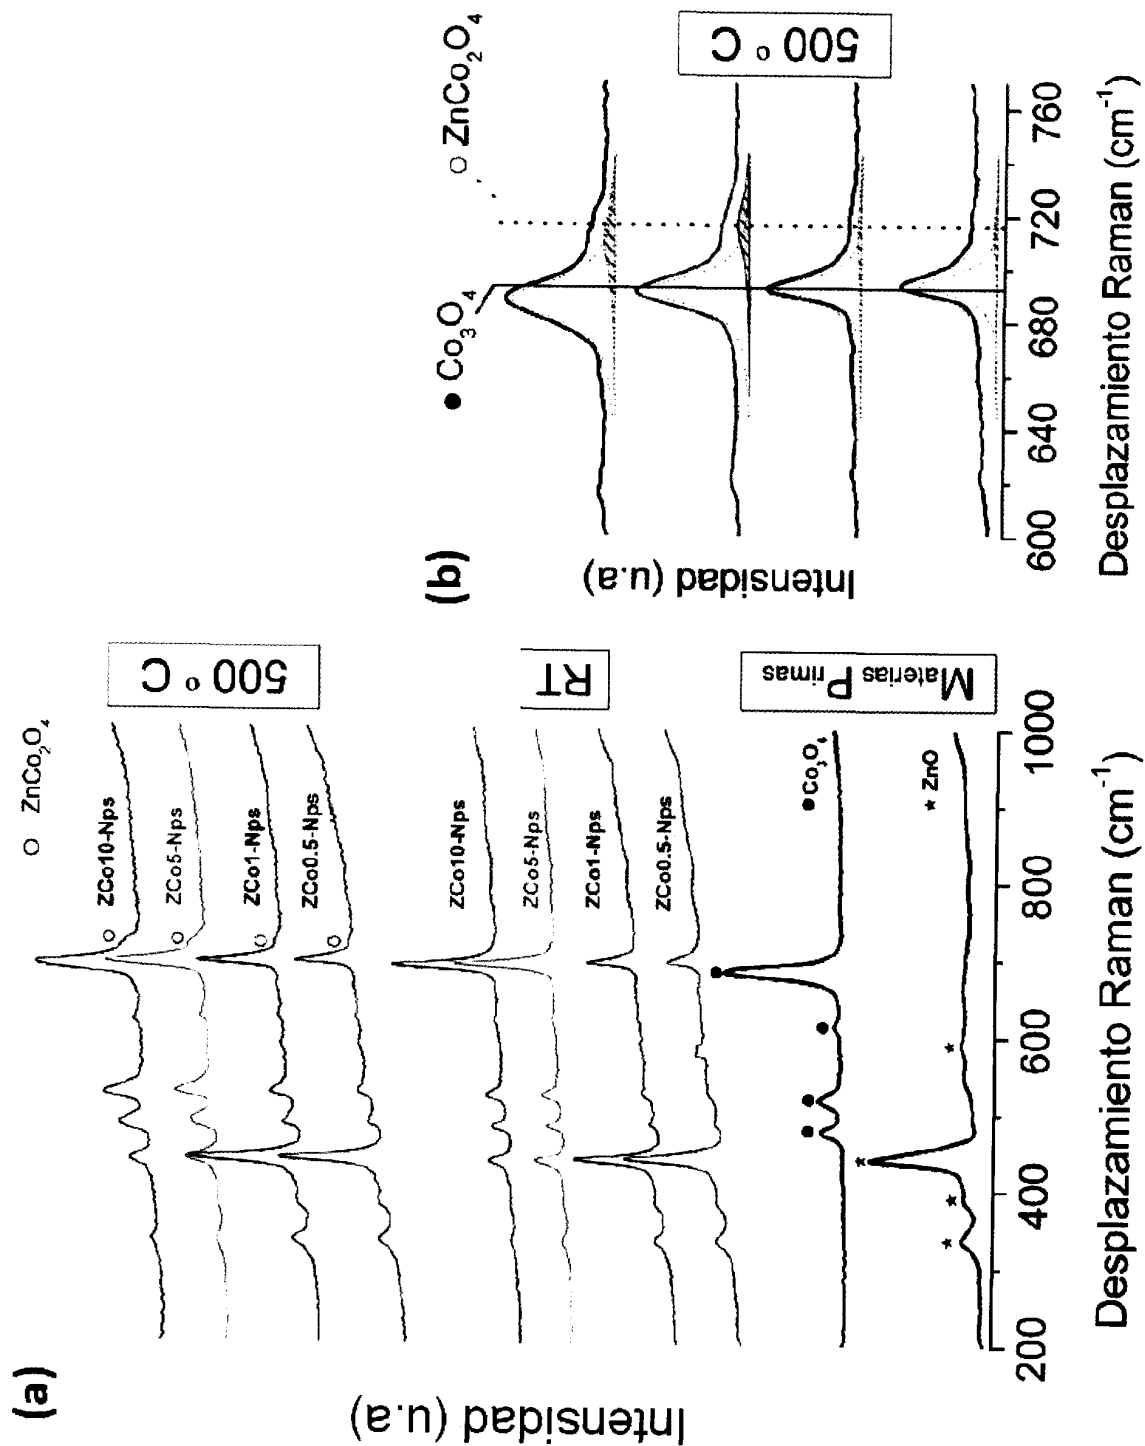 (a)
Intensidad (u.a)
○ ZnCo₂O₄
500 ° C
ZCo10-Nps
ZCo5-Nps
ZCo1-Nps
ZCo0.5-Nps
RT
ZCo10-Nps
ZCo5-Nps
ZCo1-Nps
ZCo0.5-Nps
Materias Primas
●Co₃O₄
★ ZnO
200 400 600 800 1000
Desplazamiento Raman (cm⁻¹)
(b)
Intensidad (u.a)
● Co₃O₄
○ ZnCo₂O₄
500 ° C
600 640 680 720 760
Desplazamiento Raman (cm⁻¹)